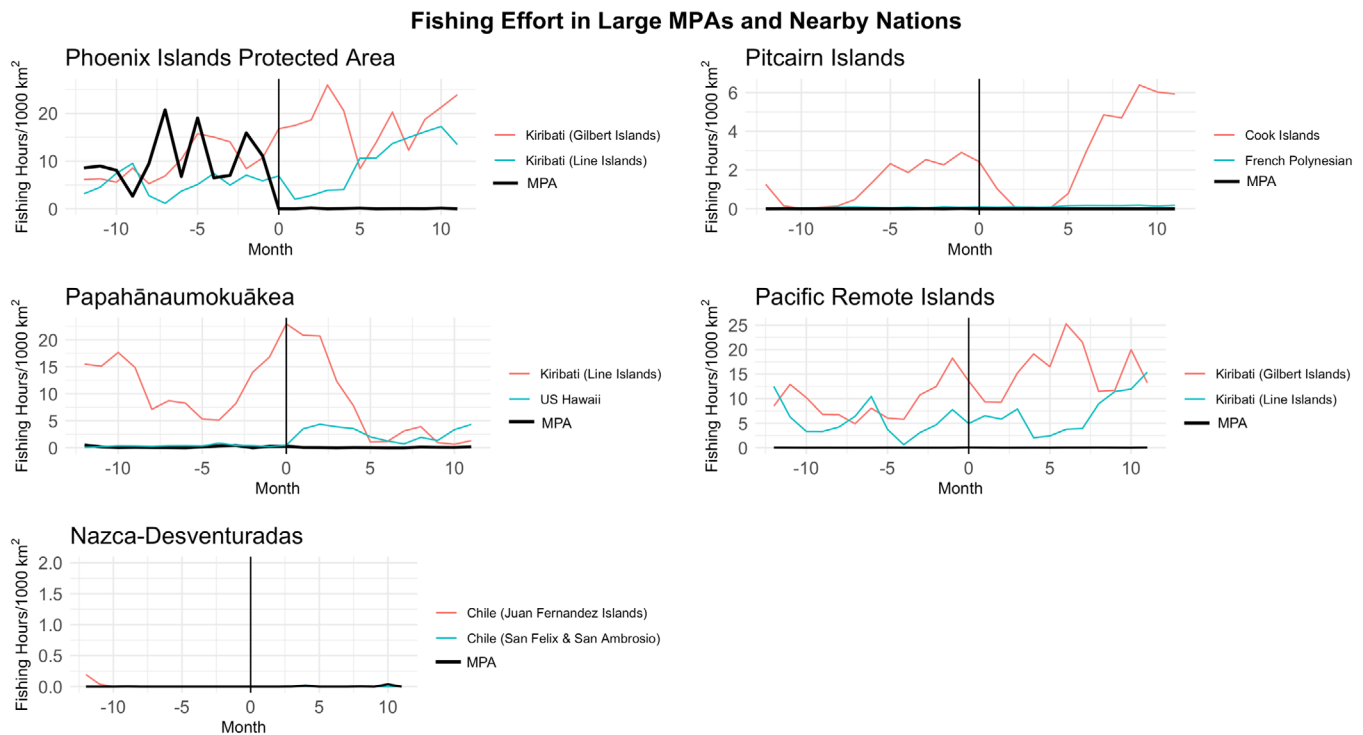 Fishing Effort in Large MPAs and Nearby Nations
Phoenix Islands Protected Area
Fishing Hours/1000 km²
20
10
0
-10 -5 0 5 10
Month
Kiribati (Gilbert Islands)
Kiribati (Line Islands)
MPA
Pitcairn Islands
Fishing Hours/1000 km²
6
4
2
0
-10 -5 0 5 10
Month
Cook Islands
French Polynesian
MPA
Papahānaumokuākea
Fishing Hours/1000 km²
20
15
10
5
0
-10 -5 0 5 10
Month
Kiribati (Line Islands)
US Hawaii
MPA
Pacific Remote Islands
Fishing Hours/1000 km²
25
20
15
10
5
0
-10 -5 0 5 10
Month
Kiribati (Gilbert Islands)
Kiribati (Line Islands)
MPA
Nazca-Desventuradas
Fishing Hours/1000 km²
2.0
1.5
1.0
0.5
0.0
-10 -5 0 5 10
Month
Chile (Juan Fernandez Islands)
Chile (San Felix & San Ambrosio)
MPA